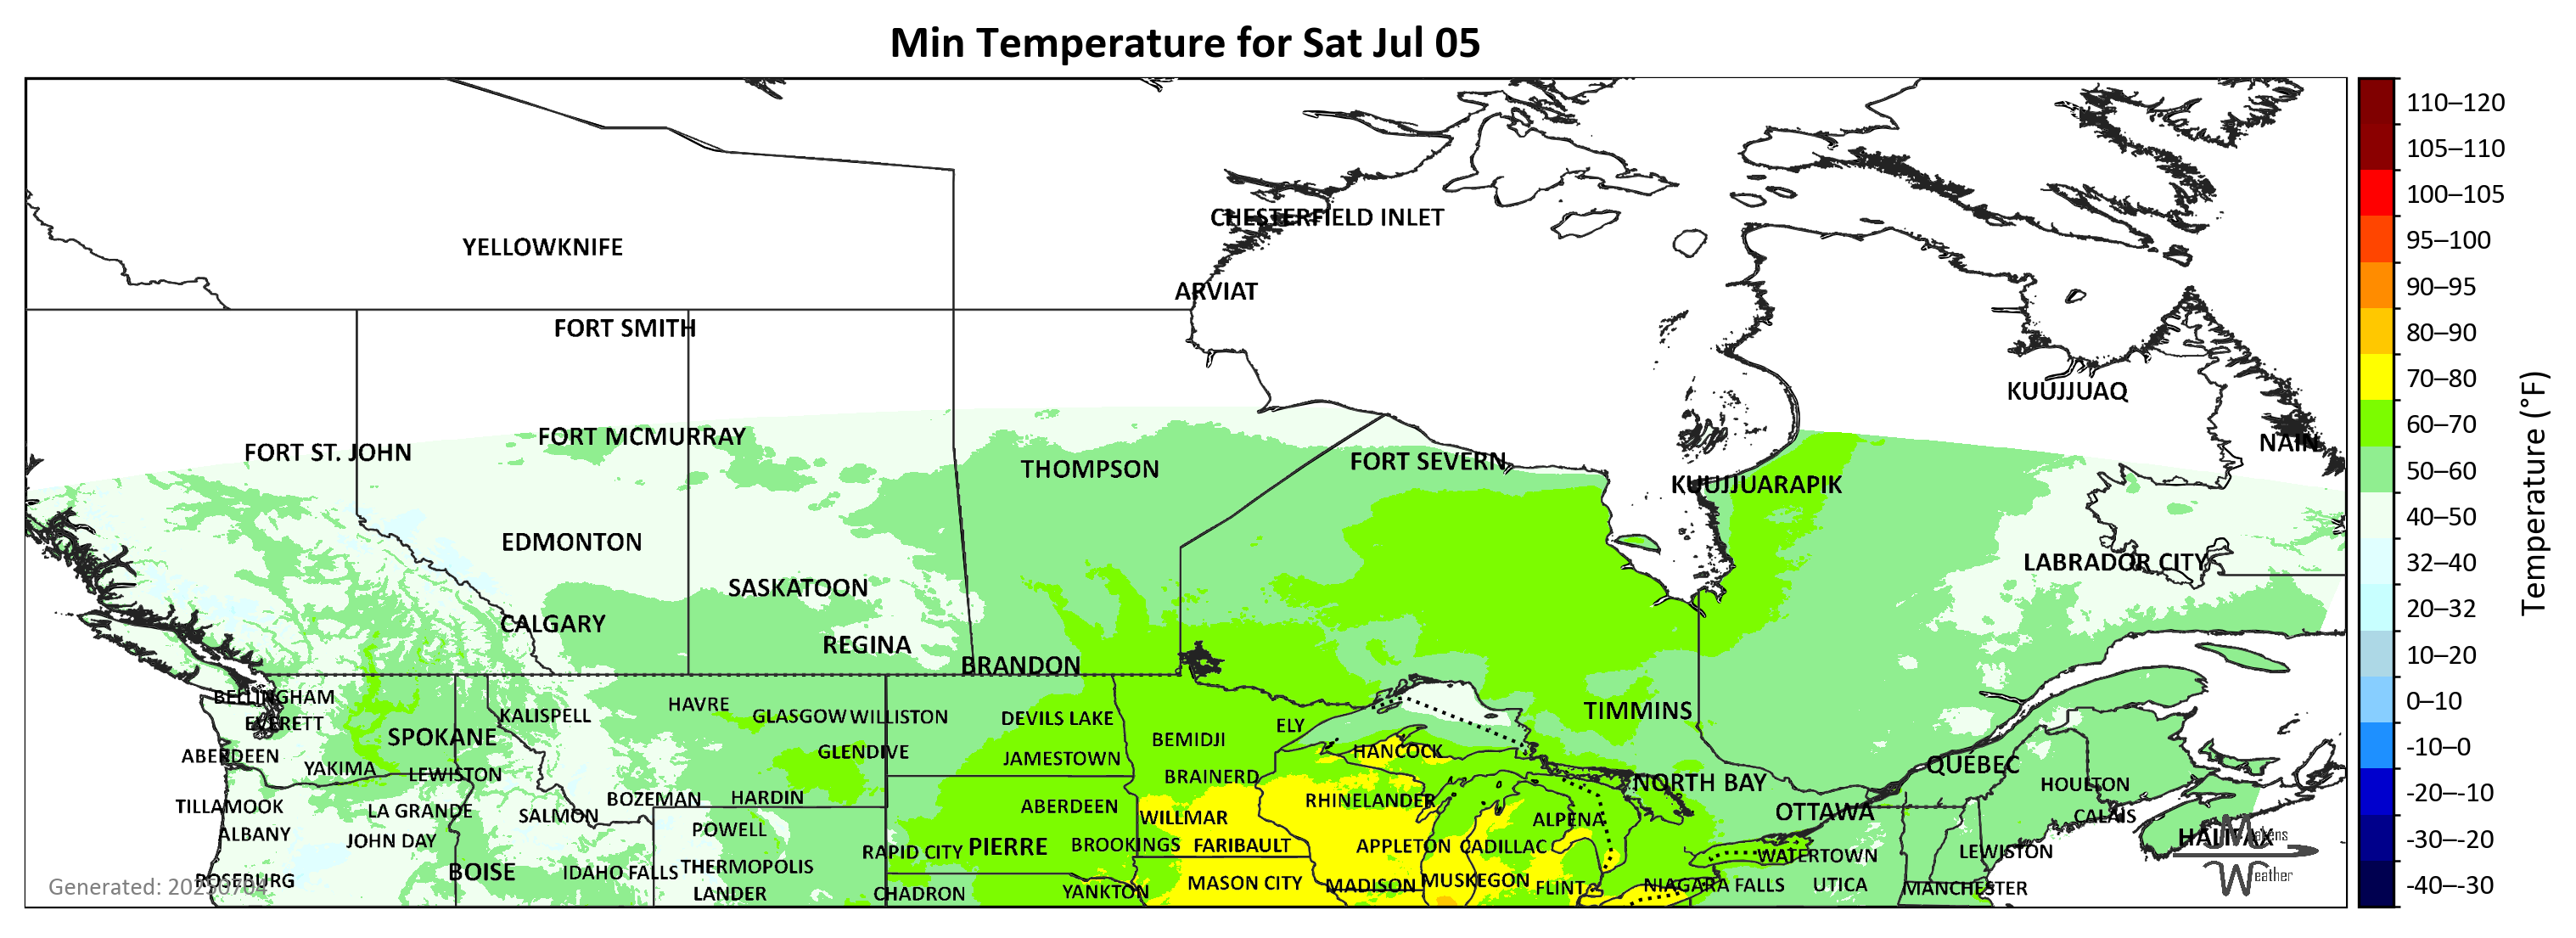 Min Temperature for Sat Jul 05
110–120
105–110
100–105
95–100
90–95
80–90
70–80
60–70
50–60
40–50
32–40
20–32
10–20
0–10
-10–0
-20–-10
-30–-20
-40–-30
Temperature (°F)
CHESTERFIELD INLET
YELLOWKNIFE
ARVIAT
FORT SMITH
KUUJJUAQ
FORT MCMURRAY
NAIN
FORT ST. JOHN
FORT SEVERN
THOMPSON
KUUJJUARAPIK
EDMONTON
LABRADOR CITY
SASKATOON
CALGARY
REGINA
BRANDON
BELLINGHAM
HAVRE
TIMMINS
KALISPELL
GLASGOW
WILLISTON
DEVILS LAKE
EVERETT
ELY
SPOKANE
BEMIDJI
GLENDIVE
HANCOCK
ABERDEEN
JAMESTOWN
QUÉBEC
YAKIMA
LEWISTON
BRAINERD
NORTH BAY
HOULTON
BOZEMAN
HARDIN
RHINELANDER
TILLAMOOK
ABERDEEN
LA GRANDE
SALMON
WILLMAR
OTTAWA
CALAIS
ALPENA
POWELL
ALBANY
HALIFAX
JOHN DAY
PIERRE
BROOKINGS
FARIBAULT
APPLETON
CADILLAC
RAPID CITY
WATERTOWN
LEWISTON
THERMOPOLIS
BOISE
IDAHO FALLS
ROSEBURG
MUSKEGON
MASON CITY
MADISON
NIAGARA FALLS
UTICA
FLINT
MANCHESTER
LANDER
CHADRON
YANKTON
Generated: 20250704
Makens
Weather